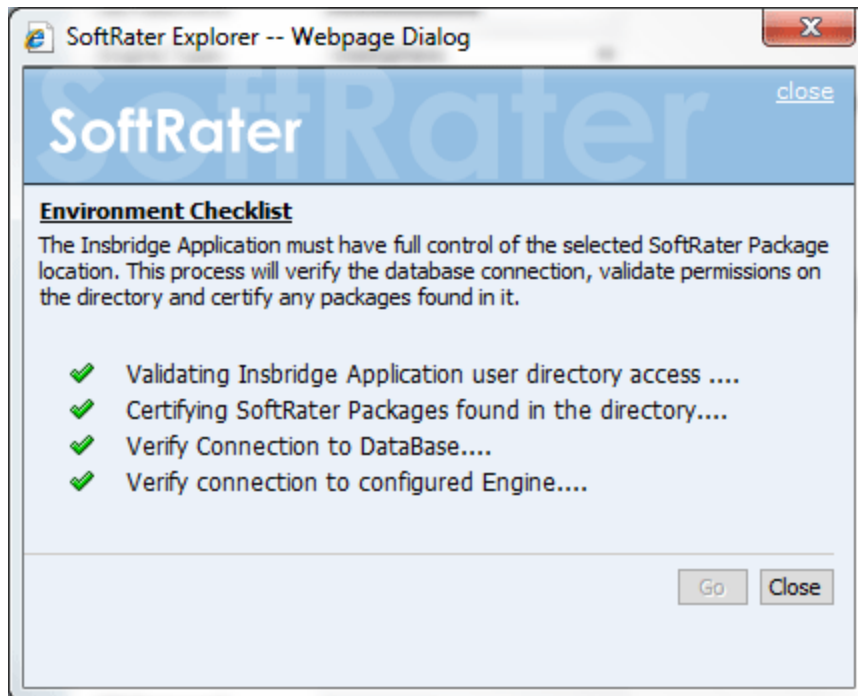 SoftRater Explorer -- Webpage Dialog
SoftRater
close
SoftRater
Environment Checklist
The Insbridge Application must have full control of the selected SoftRater Package
location. This process will verify the database connection, validate permissions on
the directory and certify any packages found in it.
Validating Insbridge Application user directory access ....
Certifying SoftRater Packages found in the directory....
Verify Connection to DataBase....
Verify connection to configured Engine....
Go
Close